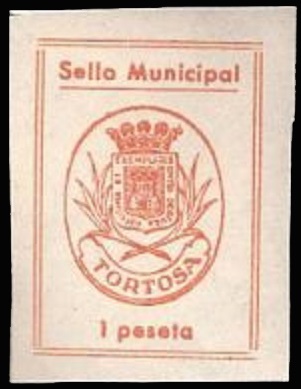 Sello Municipal
TORTOSA
1 peseta